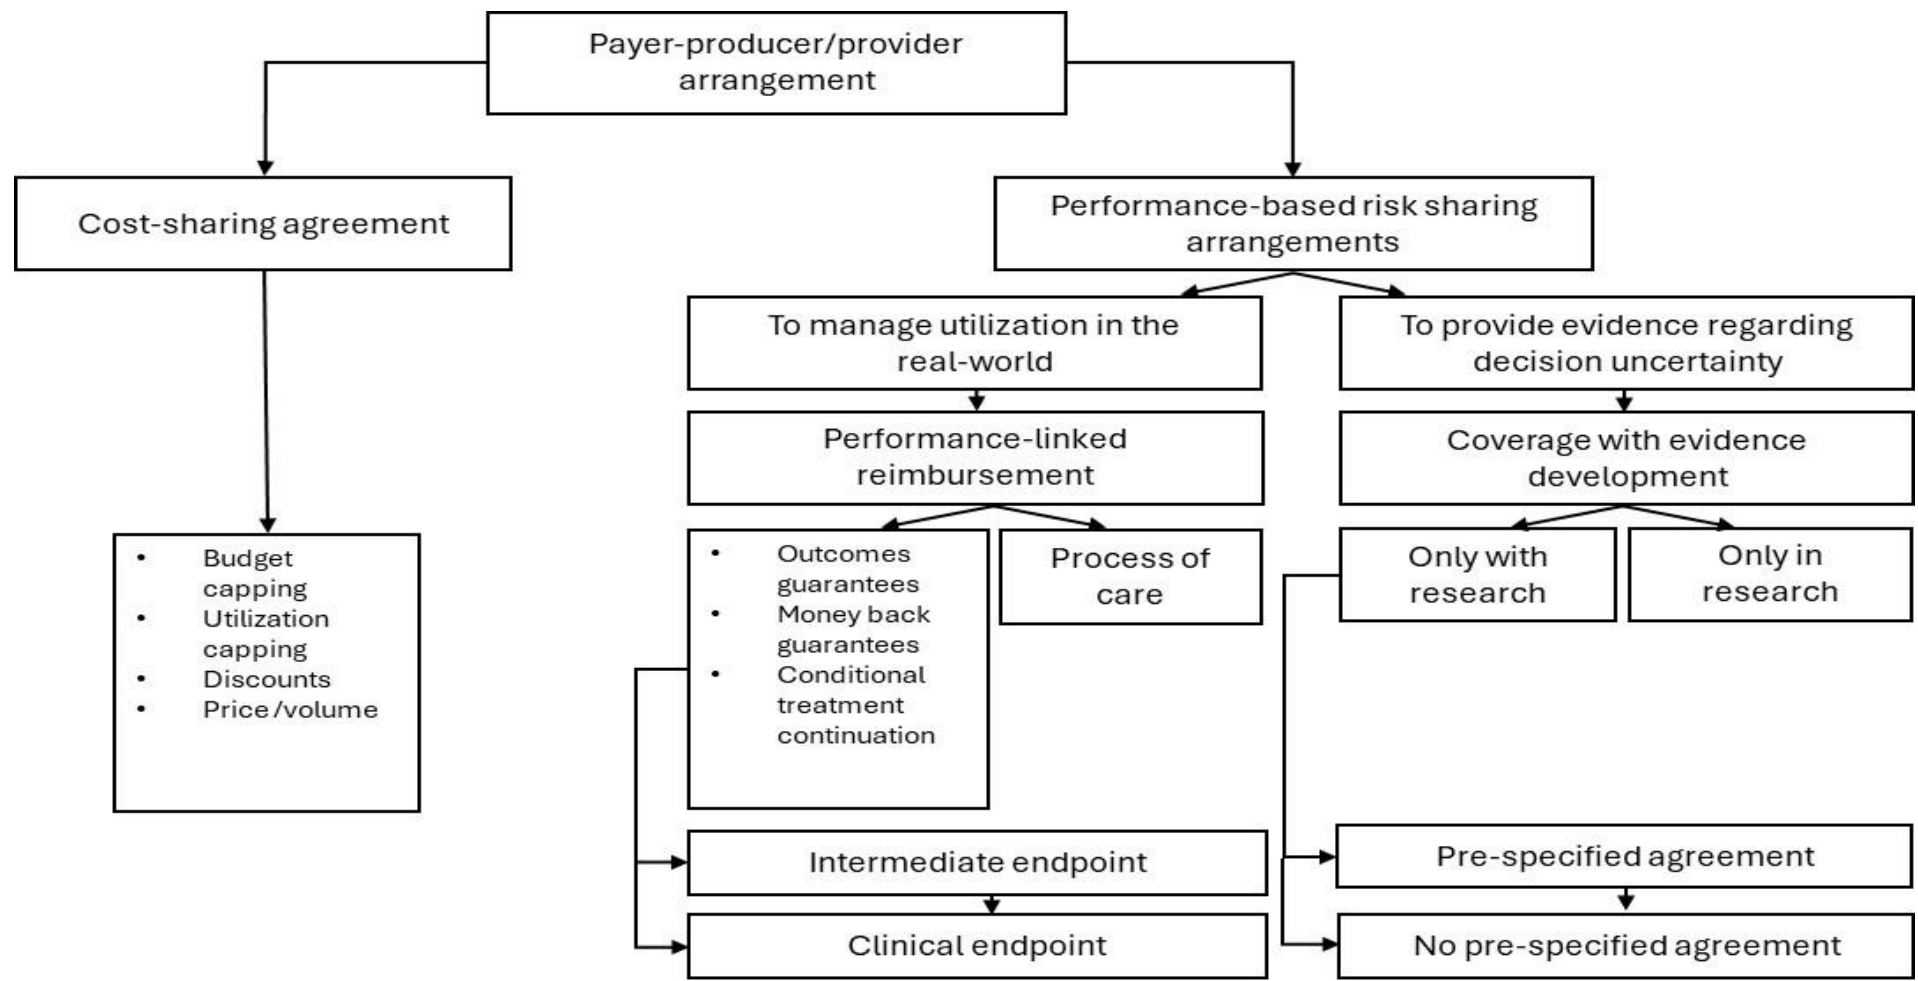 Payer-producer/provider
arrangement
Cost-sharing agreement
Performance-based risk sharing
arrangements
To manage utilization in the
real-world
To provide evidence regarding
decision uncertainty
Performance-linked
reimbursement
Coverage with evidence
development
• Budget
capping
• Utilization
capping
• Discounts
• Price/volume
• Outcomes
guarantees
• Money back
guarantees
• Conditional
treatment
continuation
Process of
care
Only with
research
Only in
research
Intermediate endpoint
Clinical endpoint
Pre-specified agreement
No pre-specified agreement